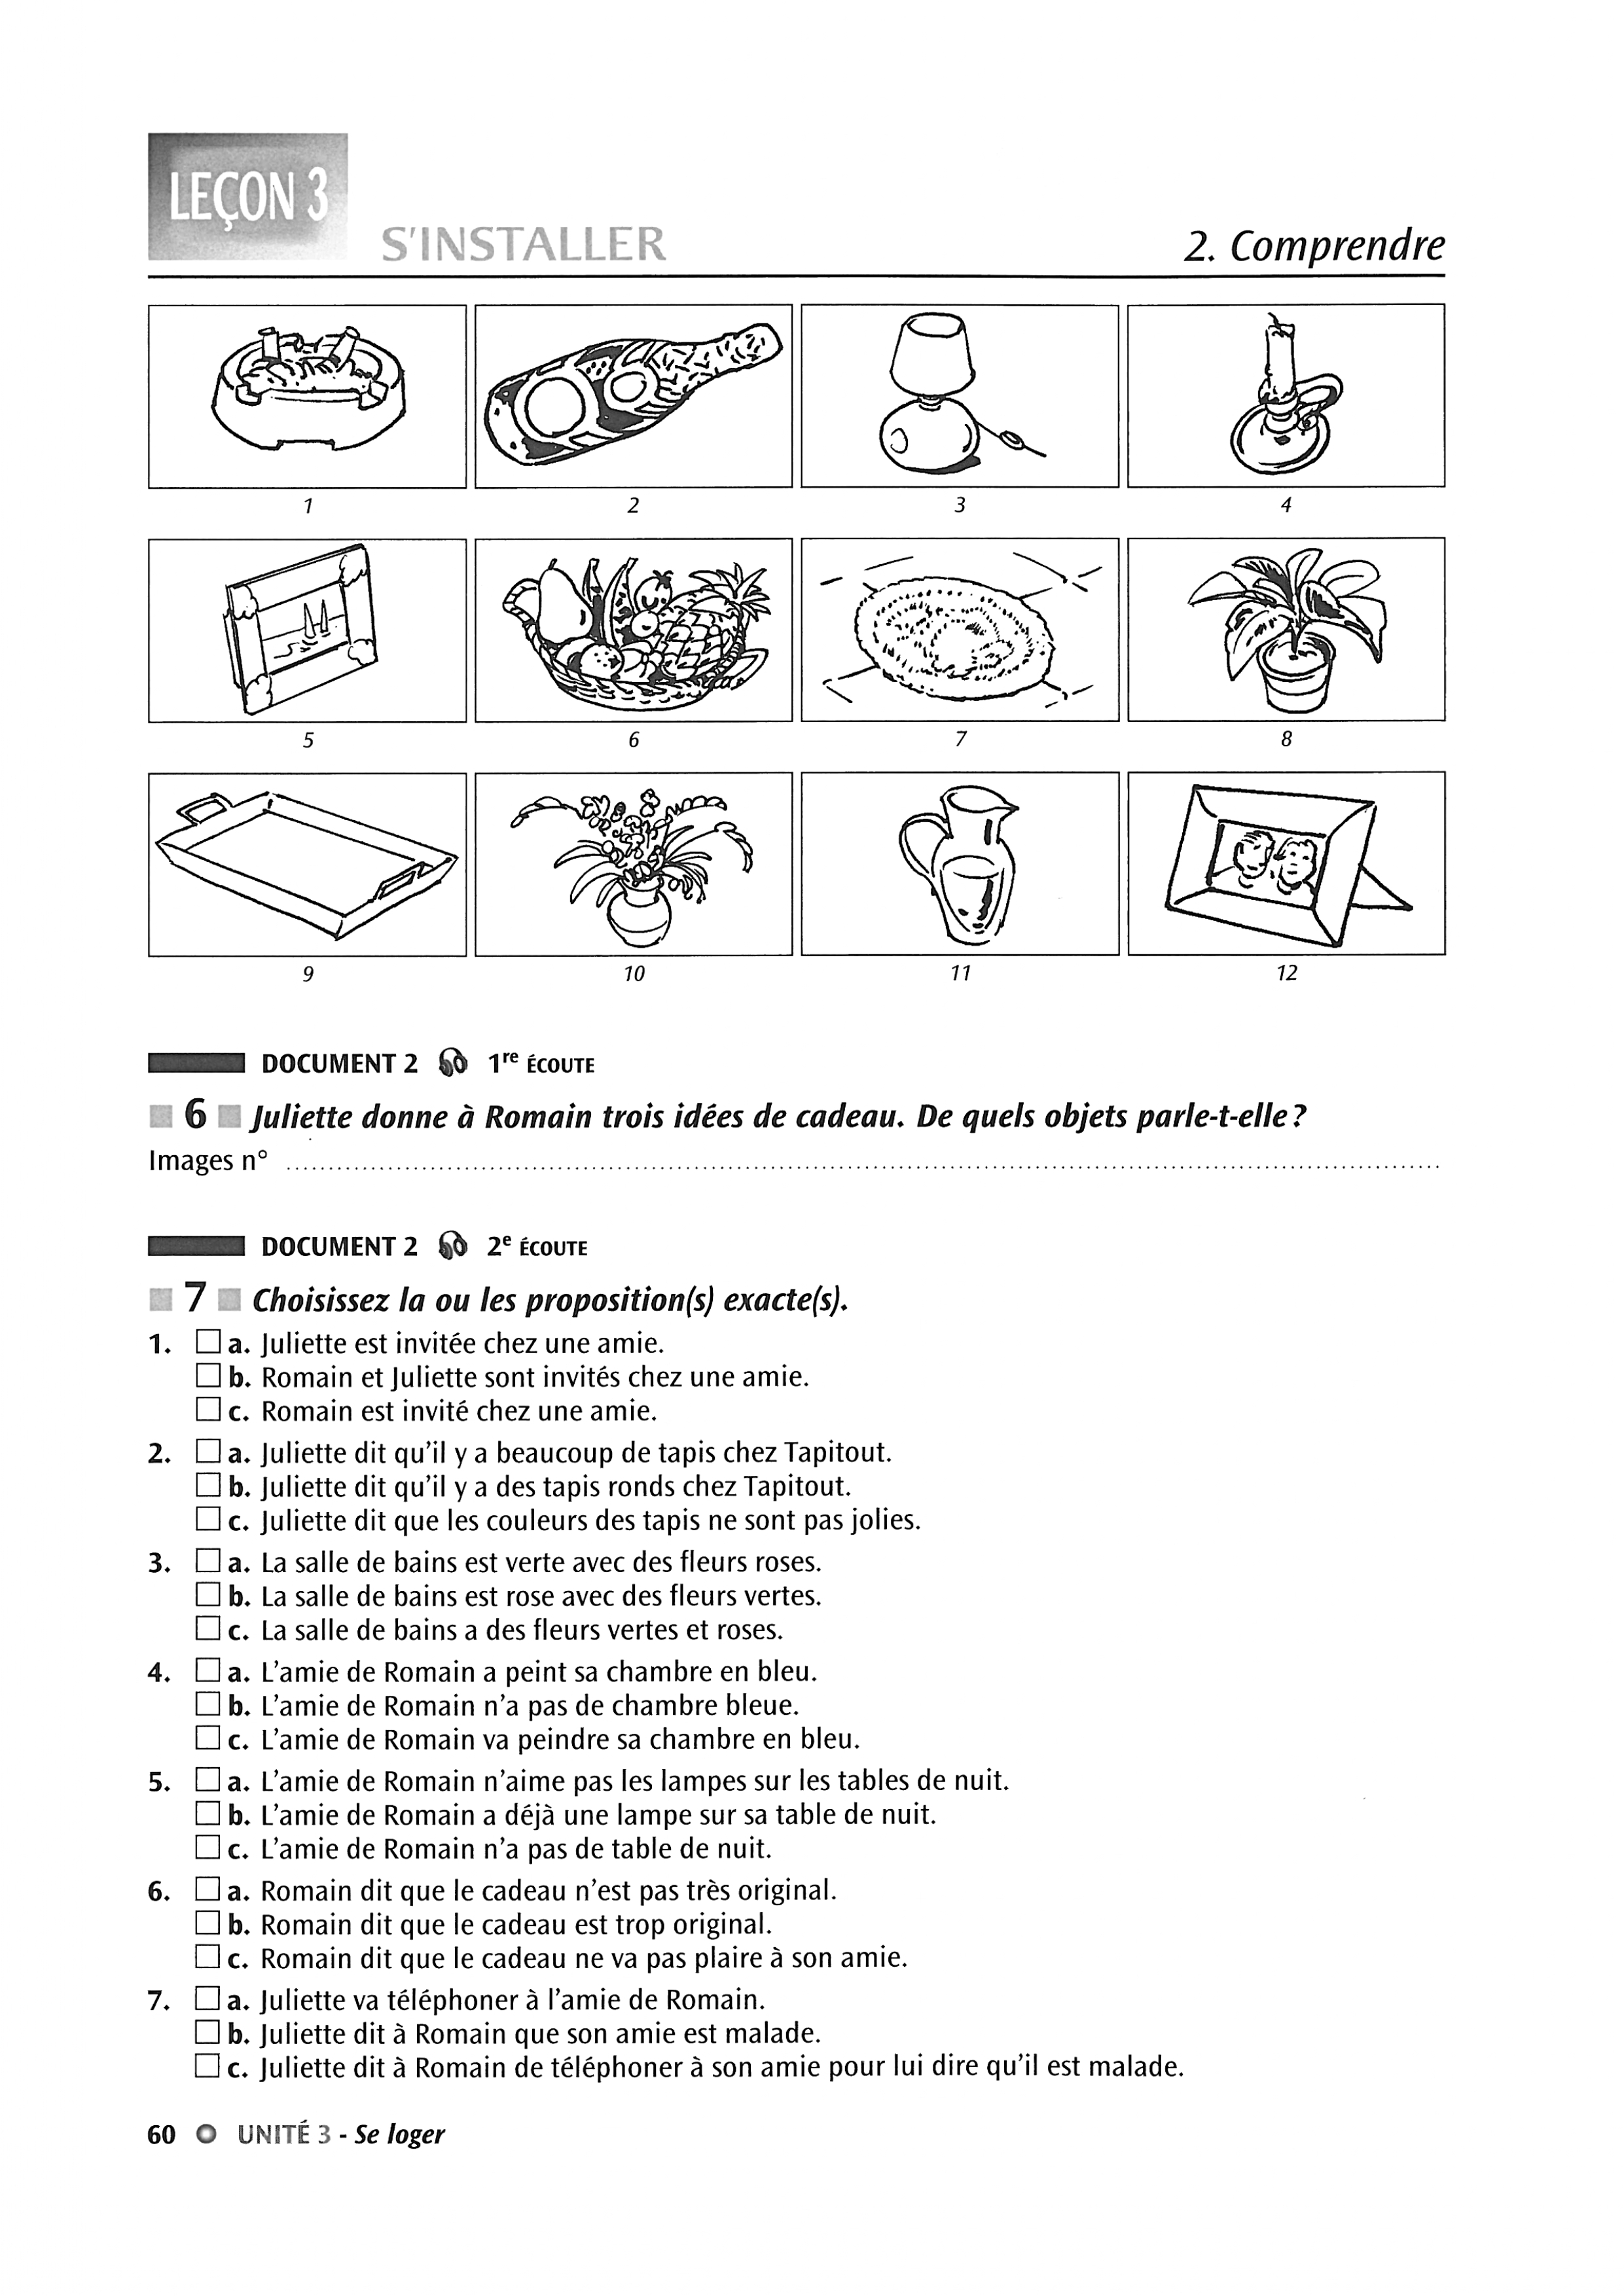 LEÇON 3
S'INSTALLER
2. Comprendre
1
2
3
4
5
6
7
8
9
10
11
12
DOCUMENT 2 1re ÉCOUTE
6 Juliette donne à Romain trois idées de cadeau. De quels objets parle-t-elle ?
Images n° ......................................................................
DOCUMENT 2 2e ÉCOUTE
7 Choisissez la ou les proposition(s) exacte(s).
1. a. Juliette est invitée chez une amie.
b. Romain et Juliette sont invités chez une amie.
c. Romain est invité chez une amie.
2. a. Juliette dit qu'il y a beaucoup de tapis chez Tapitout.
b. Juliette dit qu'il y a des tapis ronds chez Tapitout.
c. Juliette dit que les couleurs des tapis ne sont pas jolies.
3. a. La salle de bains est verte avec des fleurs roses.
b. La salle de bains est rose avec des fleurs vertes.
c. La salle de bains a des fleurs vertes et roses.
4. a. L'amie de Romain a peint sa chambre en bleu.
b. L'amie de Romain n'a pas de chambre bleue.
c. L'amie de Romain va peindre sa chambre en bleu.
5. a. L'amie de Romain n'aime pas les lampes sur les tables de nuit.
b. L'amie de Romain a déjà une lampe sur sa table de nuit.
c. L'amie de Romain n'a pas de table de nuit.
6. a. Romain dit que le cadeau n'est pas très original.
b. Romain dit que le cadeau est trop original.
c. Romain dit que le cadeau ne va pas plaire à son amie.
7. a. Juliette va téléphoner à l'amie de Romain.
b. Juliette dit à Romain que son amie est malade.
c. Juliette dit à Romain de téléphoner à son amie pour lui dire qu'il est malade.
60 UNITÉ 3 - Se loger